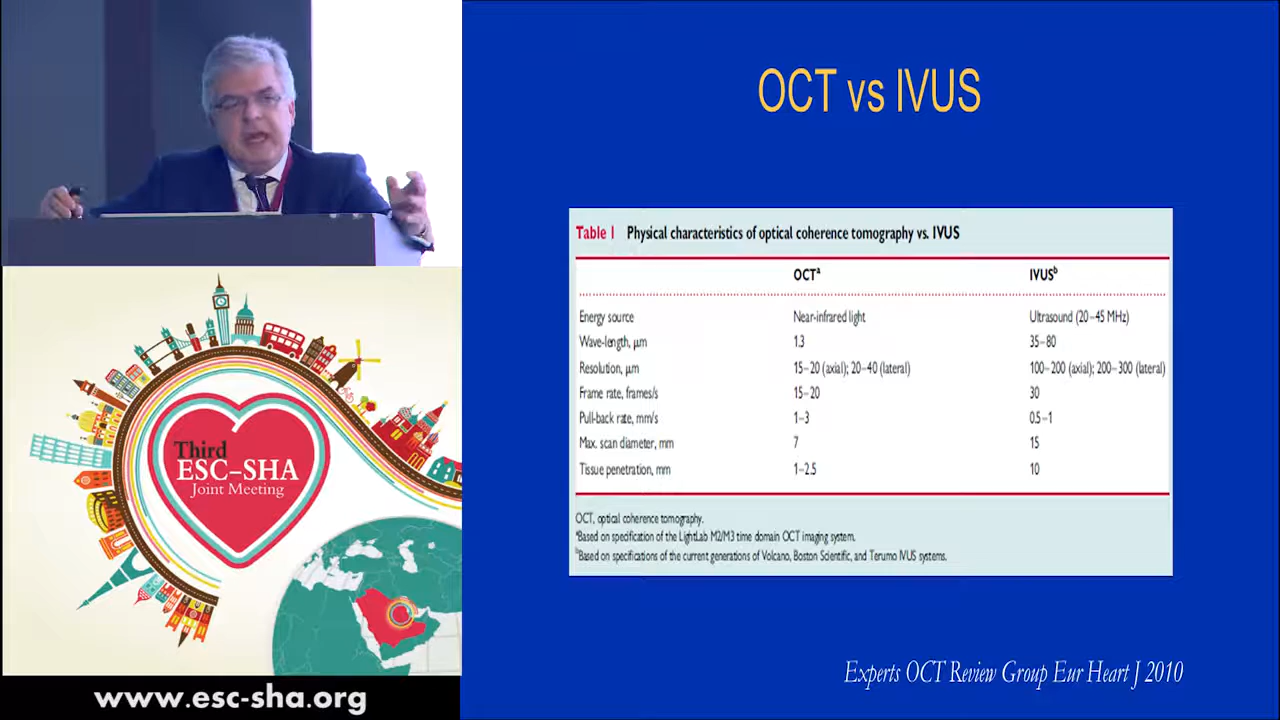 OCT vs IVUS
Table 1 Physical characteristics of optical coherence tomography vs. IVUS
OCTᵃ IVUSᵇ
Energy source Near-infrared light Ultrasound (20–45 MHz)
Wave-length, μm 1.3 35–80
Resolution, μm 15–20 (axial); 20–40 (lateral) 100–200 (axial); 200–300 (lateral)
Frame rate, frames/s 15–20 30
Pull-back rate, mm/s 1–3 0.5–1
Max. scan diameter, mm 7 15
Tissue penetration, mm 1–2.5 10
OCT, optical coherence tomography.
ᵃBased on specification of the LightLab M2/M3 time domain OCT imaging system.
ᵇBased on specifications of the current generations of Volcano, Boston Scientific, and Terumo IVUS systems.
Experts OCT Review Group Eur Heart J 2010
Third
ESC–SHA
Joint Meeting
www.esc-sha.org